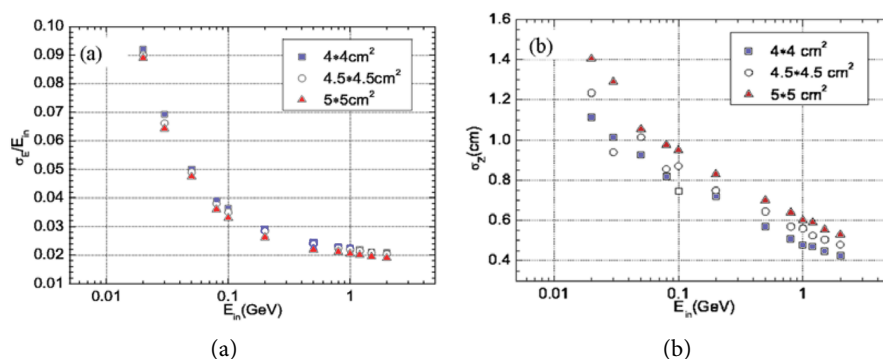 (a)
0.10
0.09
0.08
0.07
0.06
0.05
0.04
0.03
0.02
0.01
σE/Ein
4*4cm²
4.5*4.5cm²
5*5cm²
0.01
0.1
1
Ein(GeV)
(a)
(b)
1.6
1.4
1.2
1.0
0.8
0.6
0.4
σZ(cm)
4*4 cm²
4.5*4.5 cm²
5*5 cm²
0.01
0.1
1
Ein(GeV)
(b)